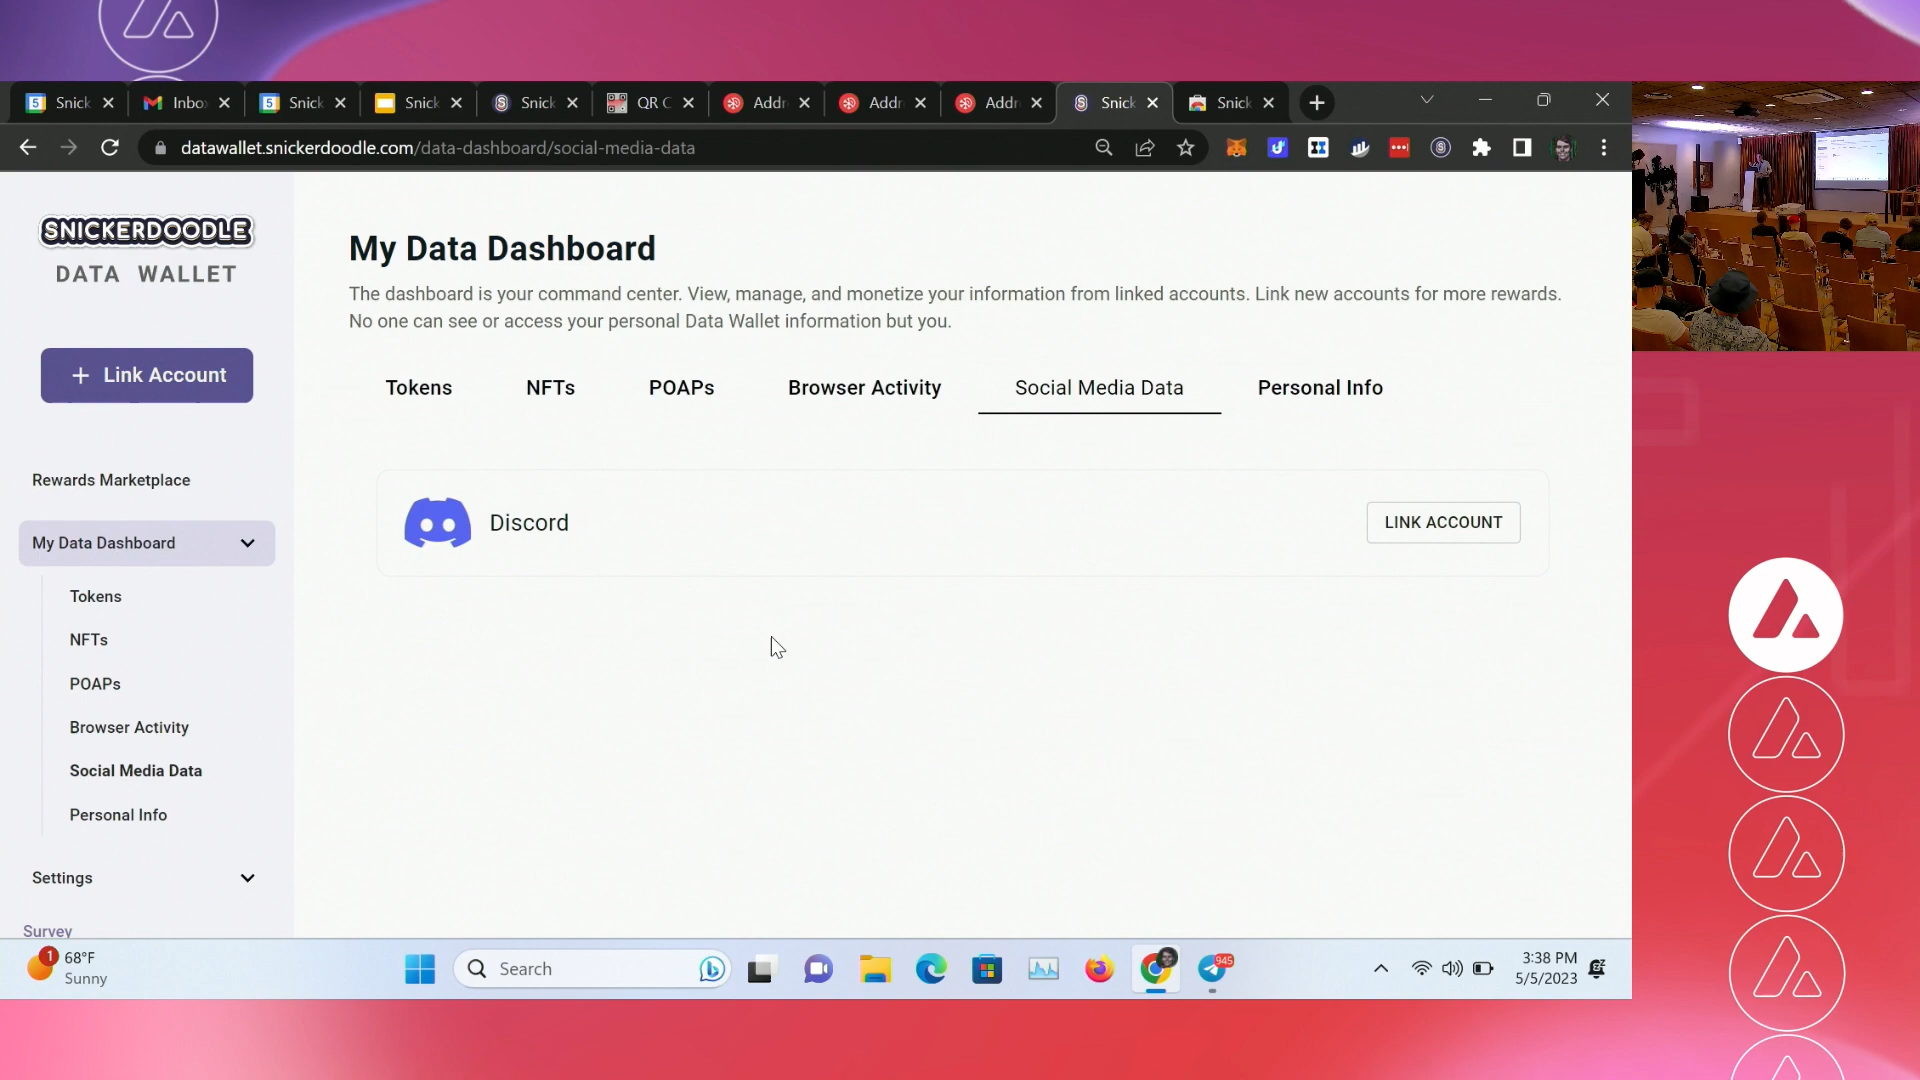 5 Snick
Inbo
5 Snick
Snick
Snick
QR C
Addr
Addr
Addr
Snick
Snick
datawallet.snickerdoodle.com/data-dashboard/social-media-data
SNICKERDOODLE
DATA WALLET
+ Link Account
Rewards Marketplace
My Data Dashboard
Tokens
NFTs
POAPs
Browser Activity
Social Media Data
Personal Info
Settings
Survey
My Data Dashboard
The dashboard is your command center. View, manage, and monetize your information from linked accounts. Link new accounts for more rewards.
No one can see or access your personal Data Wallet information but you.
Tokens
NFTs
POAPs
Browser Activity
Social Media Data
Personal Info
Discord
LINK ACCOUNT
1
68°F
Sunny
Search
945
3:38 PM
5/5/2023